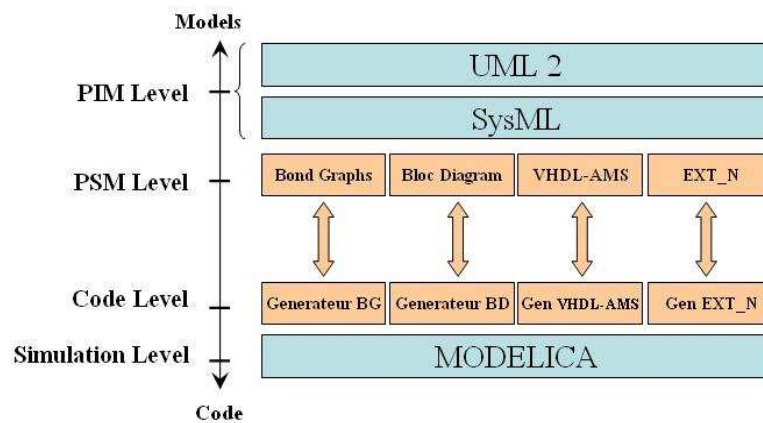 Models
UML 2
PIM Level
SysML
PSM Level
Bond Graphs
Bloc Diagram
VHDL-AMS
EXT_N
Code Level
Generateur BG
Generateur BD
Gen VHDL-AMS
Gen EXT_N
Simulation Level
MODELICA
Code